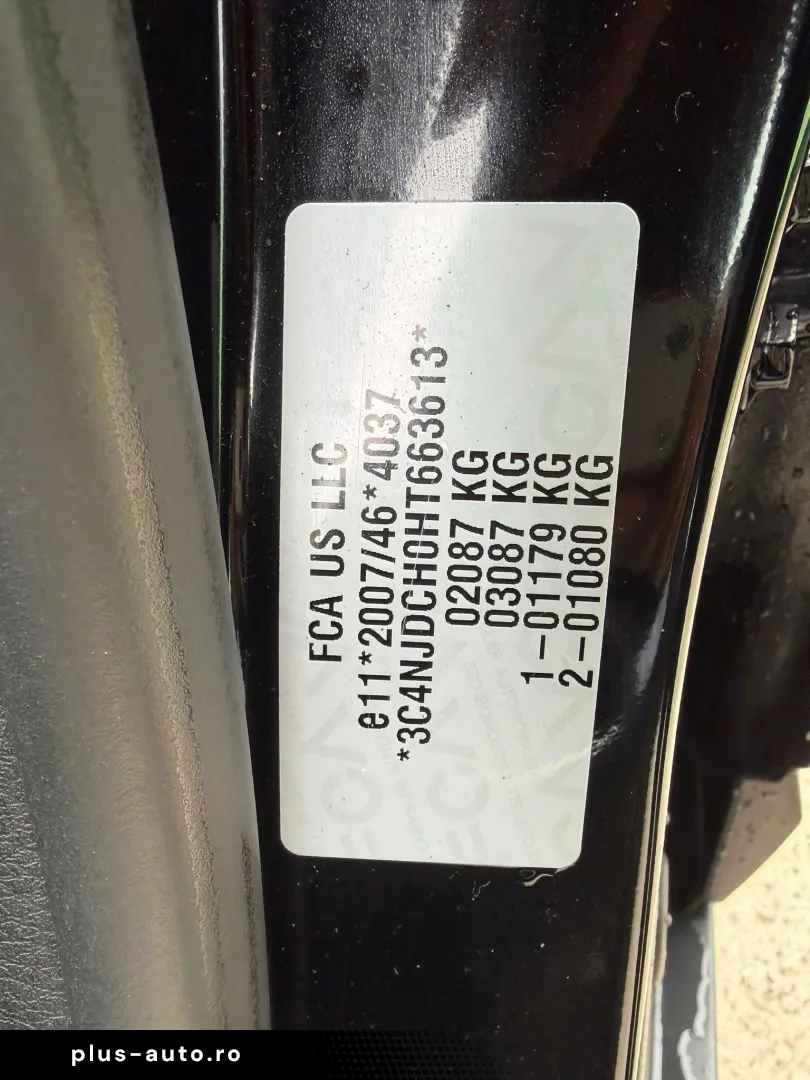 FCA US LLC
e11*2007/46*4037
*3C4NJDCH0HT663613*
02087 KG
03087 KG
1-01179 KG
2-01080 KG
plus-auto.ro